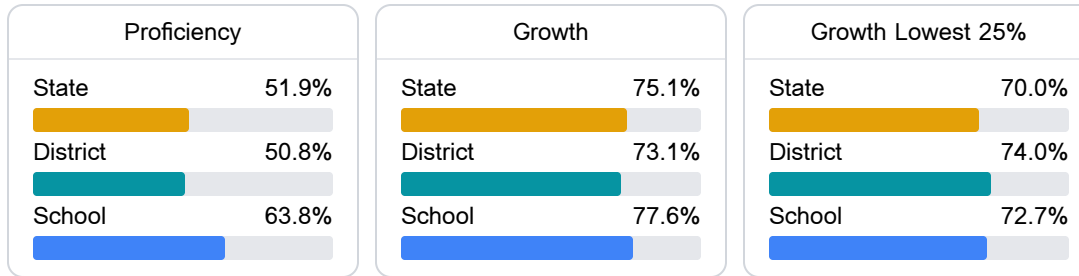 Proficiency
State 51.9%
District 50.8%
School 63.8%
Growth
State 75.1%
District 73.1%
School 77.6%
Growth Lowest 25%
State 70.0%
District 74.0%
School 72.7%